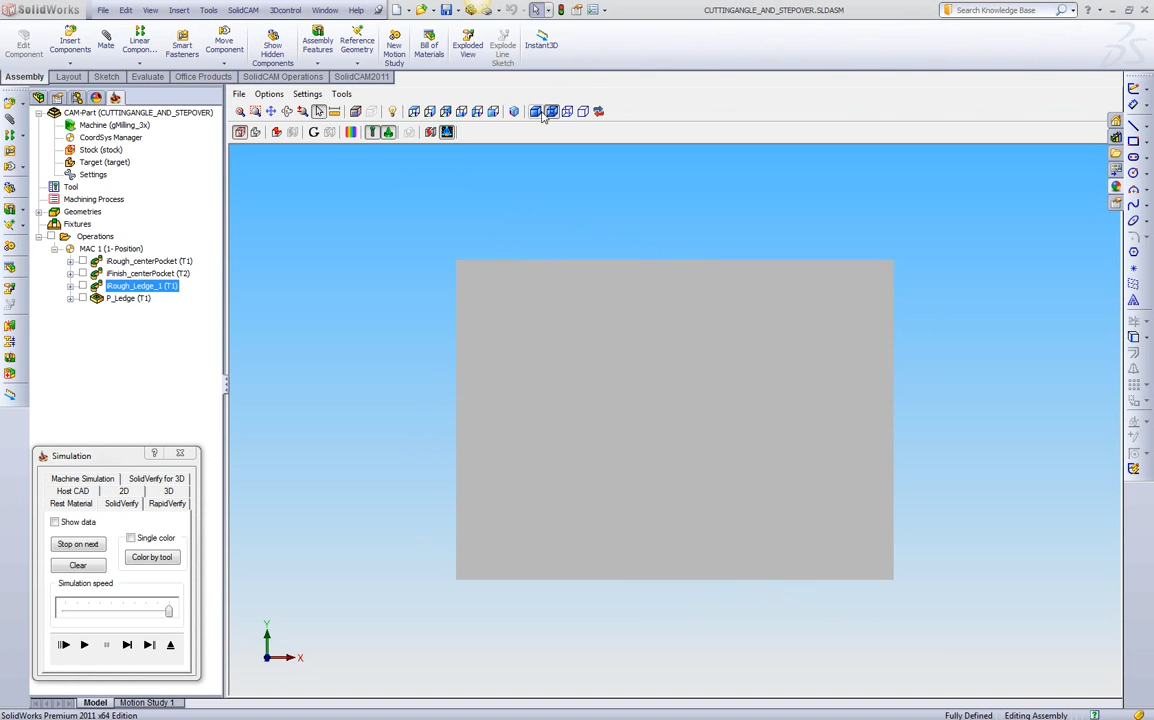 SolidWorks File Edit View Insert Tools SolidCAM 3Dcontrol Window Help CUTTINGANGLE_AND_STEPOVER.SLDASM Search Knowledge Base
Edit Component
Insert Components
Mate
Linear Compon...
Smart Fasteners
Move Component
Show Hidden Components
Assembly Features
Reference Geometry
New Motion Study
Bill of Materials
Exploded View
Explode Line Sketch
Instant3D
Assembly Layout Sketch Evaluate Office Products SolidCAM Operations SolidCAM2011
File Options Settings Tools
CAM-Part (CUTTINGANGLE_AND_STEPOVER)
Machine (gMilling_3x)
CoordSys Manager
Stock (stock)
Target (target)
Settings
Tool
Machining Process
Geometries
Fixtures
Operations
MAC 1 (1- Position)
iRough_centerPocket (T1)
iFinish_centerPocket (T2)
iRough_Ledge_1 (T1)
P_Ledge (T1)
Simulation
Machine Simulation SolidVerify for 3D
Host CAD 2D 3D
Rest Material SolidVerify RapidVerify
Show data
Single color
Stop on next
Color by tool
Clear
Simulation speed
Y
X
Model Motion Study 1
SolidWorks Premium 2011 x64 Edition Fully Defined Editing Assembly